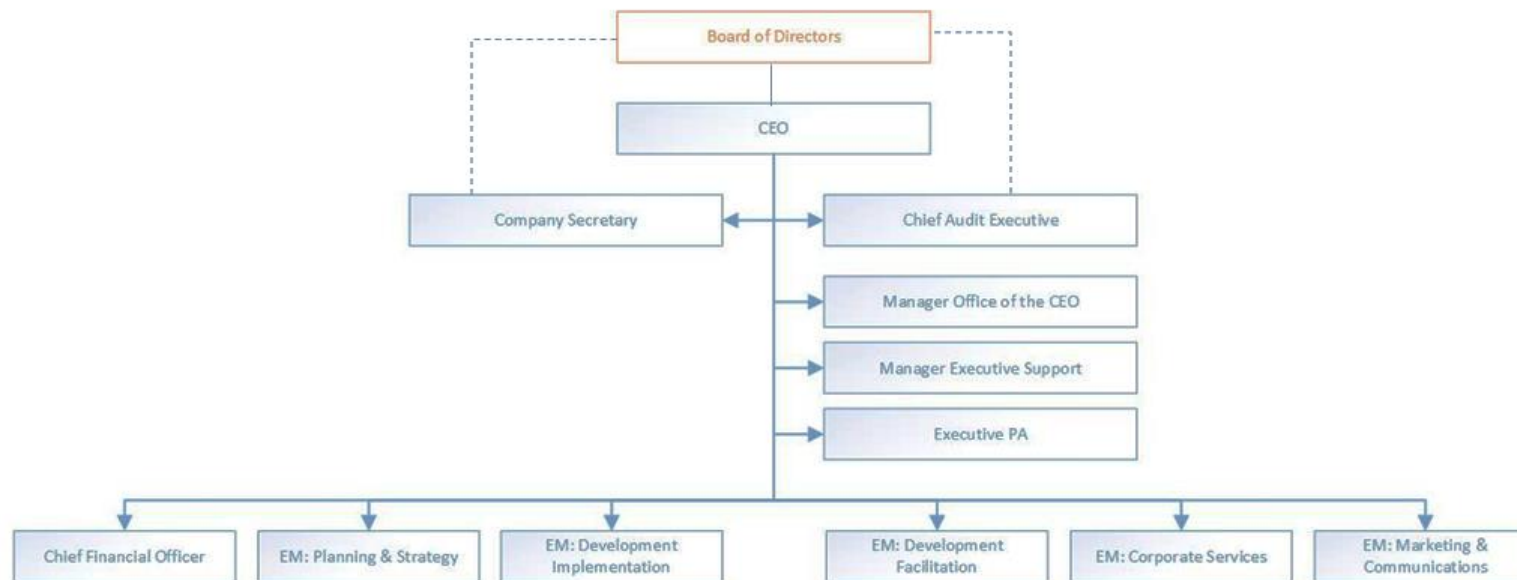 Board of Directors
CEO
Company Secretary
Chief Audit Executive
Manager Office of the CEO
Manager Executive Support
Executive PA
Chief Financial Officer
EM: Planning & Strategy
EM: Development
Implementation
EM: Development
Facilitation
EM: Corporate Services
EM: Marketing &
Communications